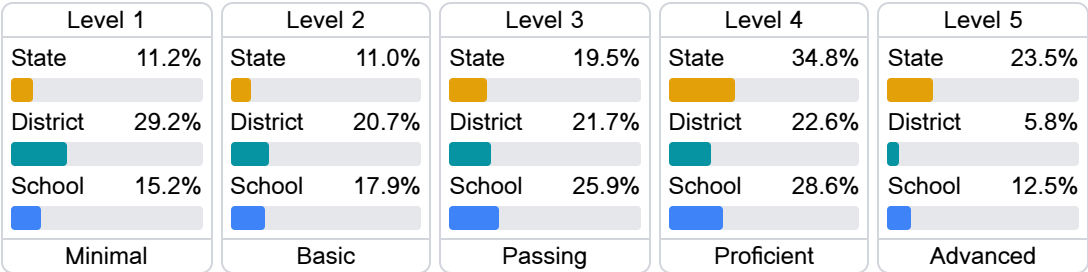 Level 1
State 11.2%
District 29.2%
School 15.2%
Minimal
Level 2
State 11.0%
District 20.7%
School 17.9%
Basic
Level 3
State 19.5%
District 21.7%
School 25.9%
Passing
Level 4
State 34.8%
District 22.6%
School 28.6%
Proficient
Level 5
State 23.5%
District 5.8%
School 12.5%
Advanced